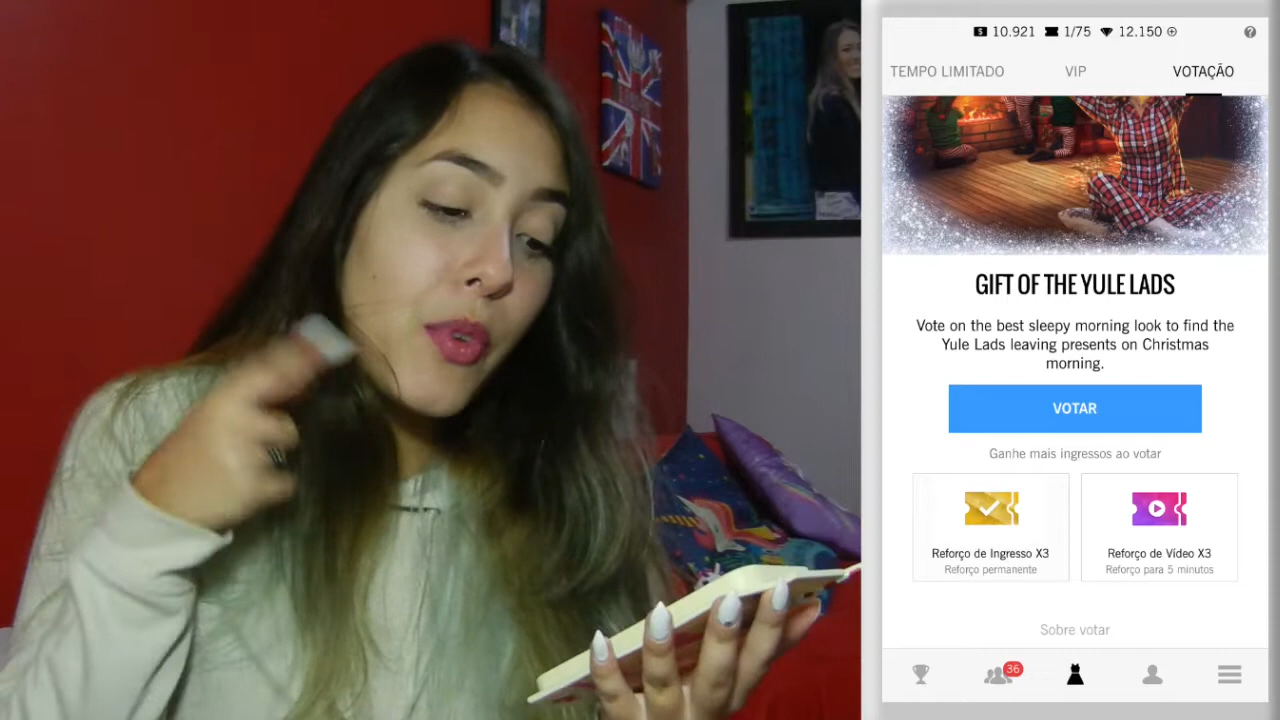 $ 10.921 1/75 12.150
?
TEMPO LIMITADO VIP VOTAÇÃO
GIFT OF THE YULE LADS
Vote on the best sleepy morning look to find the
Yule Lads leaving presents on Christmas
morning.
VOTAR
Ganhe mais ingressos ao votar
Reforço de Ingresso X3
Reforço permanente
Reforço de Vídeo X3
Reforço para 5 minutos
Sobre votar
36